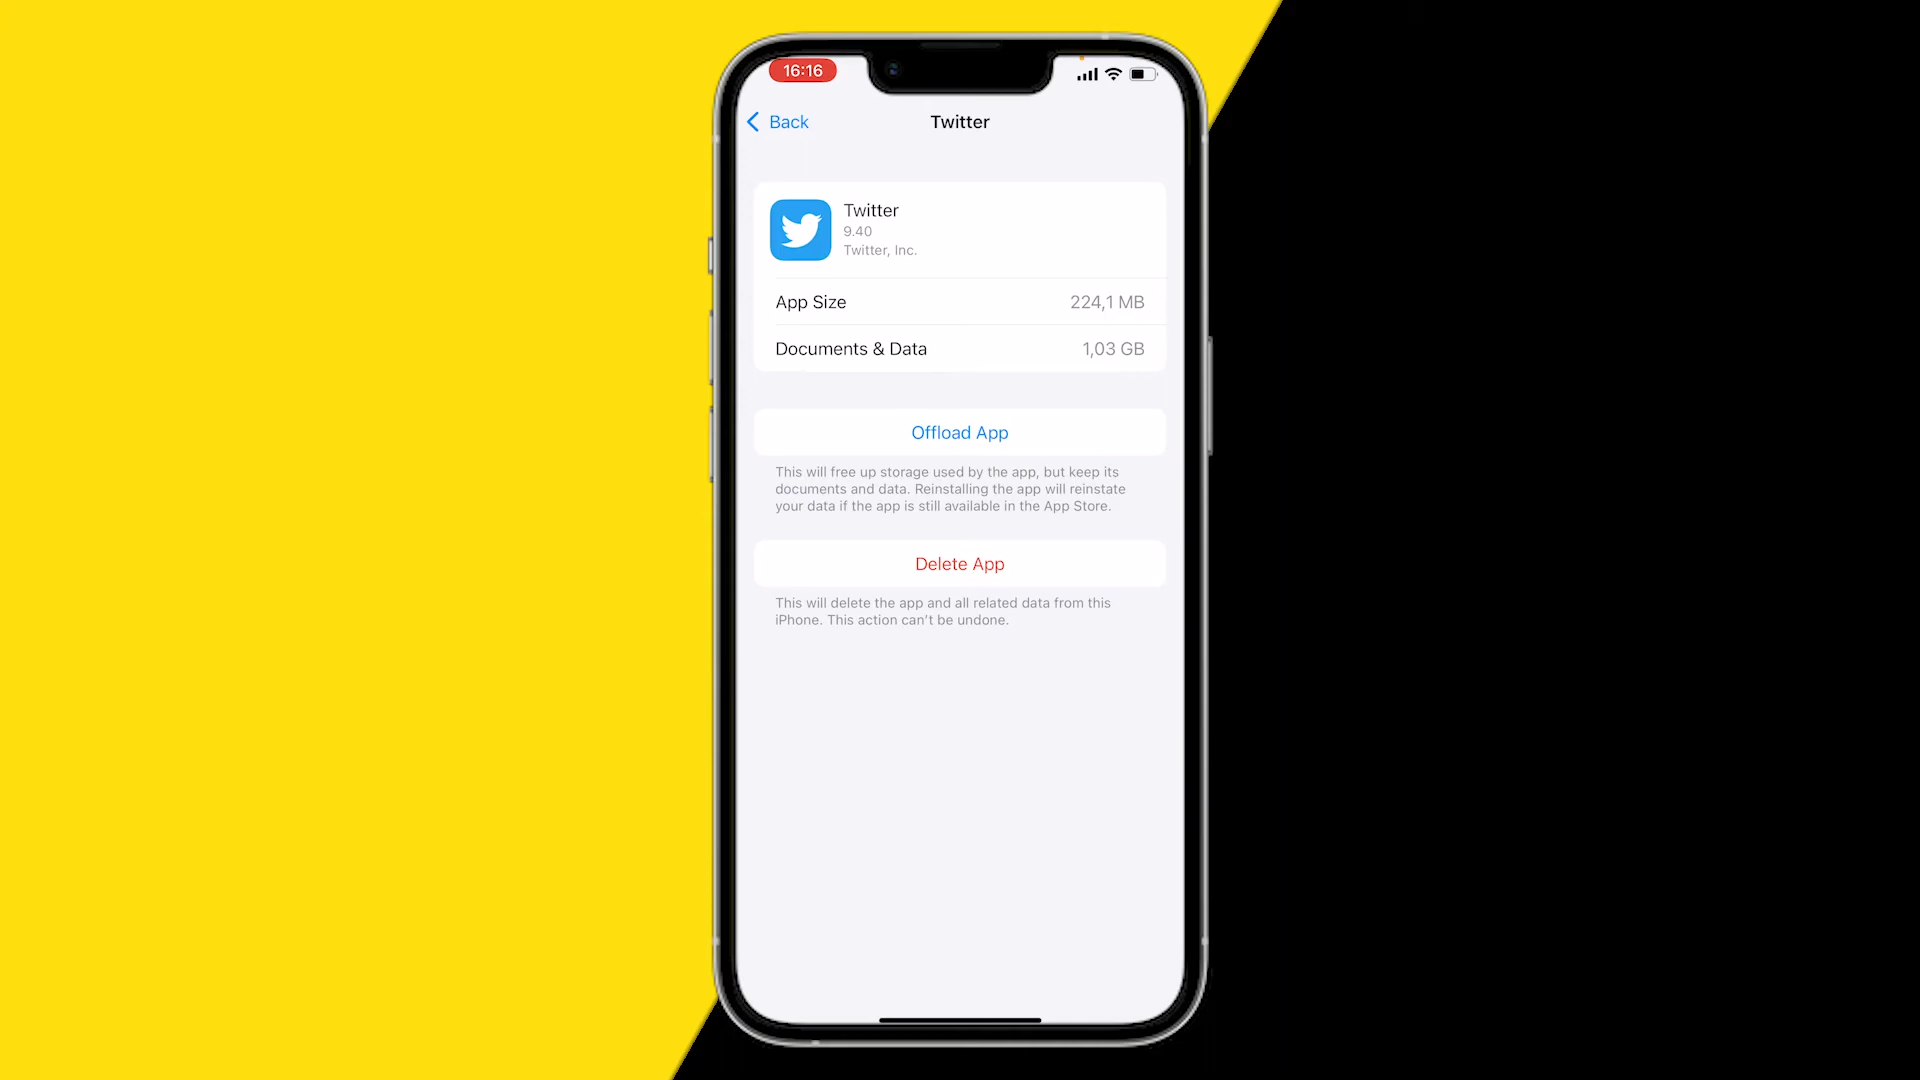 16:16
Back
Twitter
Twitter
9.40
Twitter, Inc.
App Size
224,1 MB
Documents & Data
1,03 GB
Offload App
This will free up storage used by the app, but keep its
documents and data. Reinstalling the app will reinstate
your data if the app is still available in the App Store.
Delete App
This will delete the app and all related data from this
iPhone. This action can't be undone.